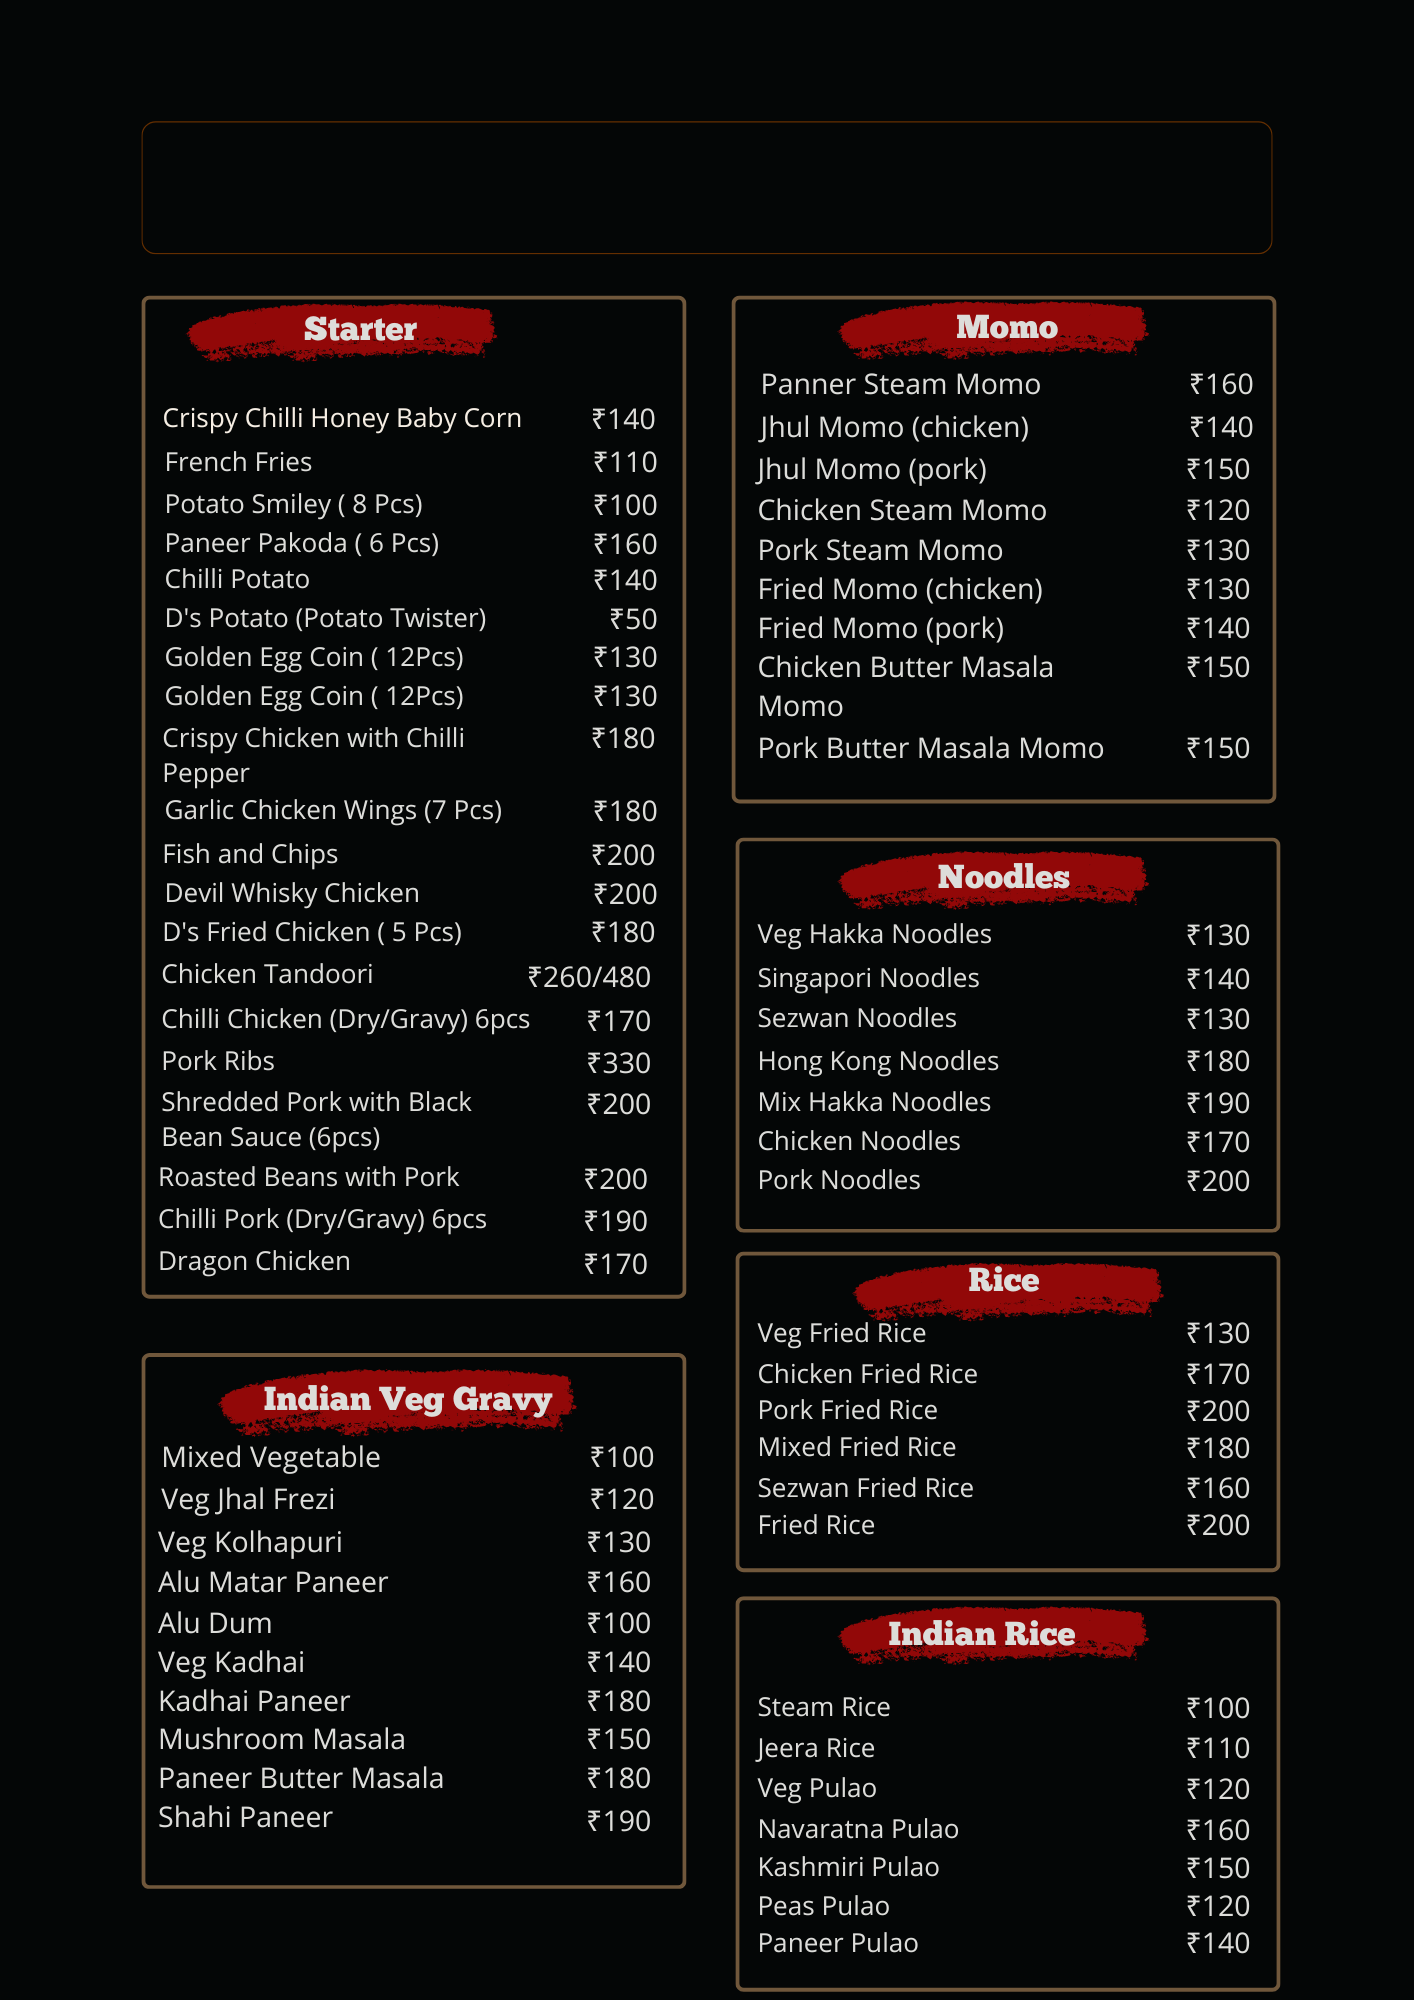 Starter
Crispy Chilli Honey Baby Corn ₹140
French Fries ₹110
Potato Smiley ( 8 Pcs) ₹100
Paneer Pakoda ( 6 Pcs) ₹160
Chilli Potato ₹140
D's Potato (Potato Twister) ₹50
Golden Egg Coin ( 12Pcs) ₹130
Golden Egg Coin ( 12Pcs) ₹130
Crispy Chicken with Chilli ₹180
Pepper
Garlic Chicken Wings (7 Pcs) ₹180
Fish and Chips ₹200
Devil Whisky Chicken ₹200
D's Fried Chicken ( 5 Pcs) ₹180
Chicken Tandoori ₹260/480
Chilli Chicken (Dry/Gravy) 6pcs ₹170
Pork Ribs ₹330
Shredded Pork with Black ₹200
Bean Sauce (6pcs)
Roasted Beans with Pork ₹200
Chilli Pork (Dry/Gravy) 6pcs ₹190
Dragon Chicken ₹170
Indian Veg Gravy
Mixed Vegetable ₹100
Veg Jhal Frezi ₹120
Veg Kolhapuri ₹130
Alu Matar Paneer ₹160
Alu Dum ₹100
Veg Kadhai ₹140
Kadhai Paneer ₹180
Mushroom Masala ₹150
Paneer Butter Masala ₹180
Shahi Paneer ₹190
Momo
Panner Steam Momo ₹160
Jhul Momo (chicken) ₹140
Jhul Momo (pork) ₹150
Chicken Steam Momo ₹120
Pork Steam Momo ₹130
Fried Momo (chicken) ₹130
Fried Momo (pork) ₹140
Chicken Butter Masala ₹150
Momo
Pork Butter Masala Momo ₹150
Noodles
Veg Hakka Noodles ₹130
Singapori Noodles ₹140
Sezwan Noodles ₹130
Hong Kong Noodles ₹180
Mix Hakka Noodles ₹190
Chicken Noodles ₹170
Pork Noodles ₹200
Rice
Veg Fried Rice ₹130
Chicken Fried Rice ₹170
Pork Fried Rice ₹200
Mixed Fried Rice ₹180
Sezwan Fried Rice ₹160
Fried Rice ₹200
Indian Rice
Steam Rice ₹100
Jeera Rice ₹110
Veg Pulao ₹120
Navaratna Pulao ₹160
Kashmiri Pulao ₹150
Peas Pulao ₹120
Paneer Pulao ₹140